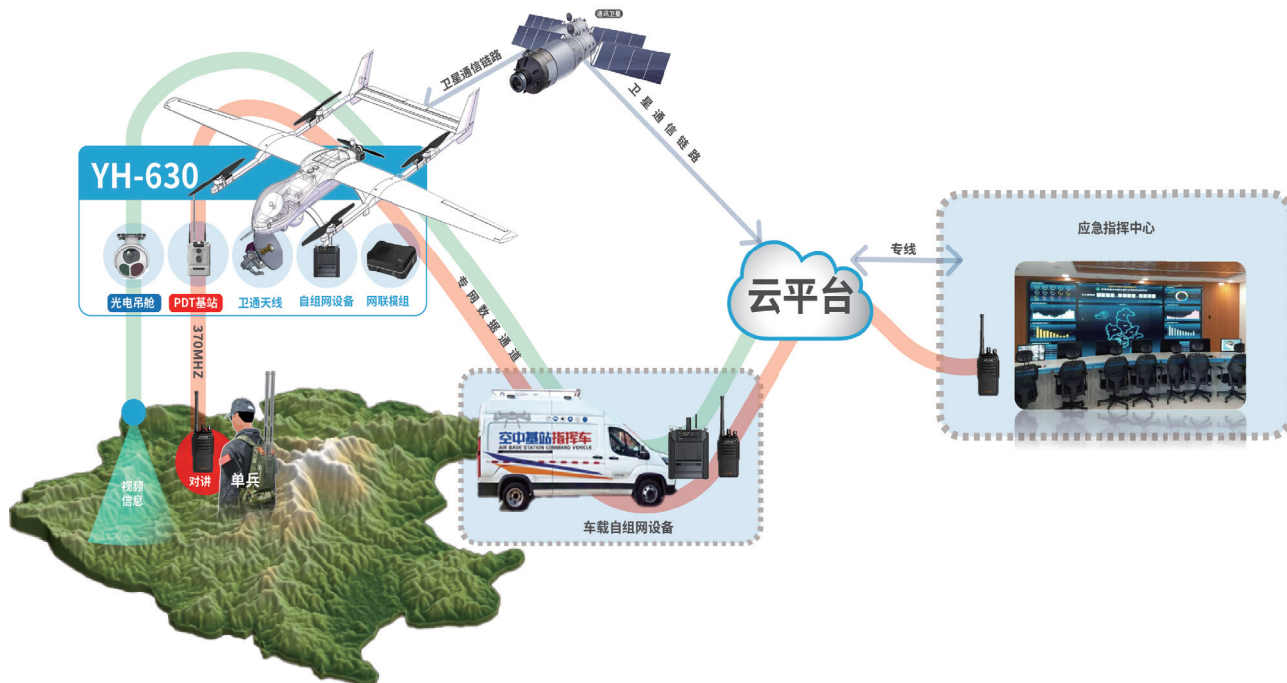 通讯卫星
卫星通信链路
卫星通信链路
YH-630
光电吊舱
PDT基站
卫通天线
自组网设备
网联模组
370MHZ
专网数据通道
云平台
专线
应急指挥中心
视频
信息
对讲
单兵
空中基站指挥车
AIR BASE STATION COMMAND VEHICLE
车载自组网设备